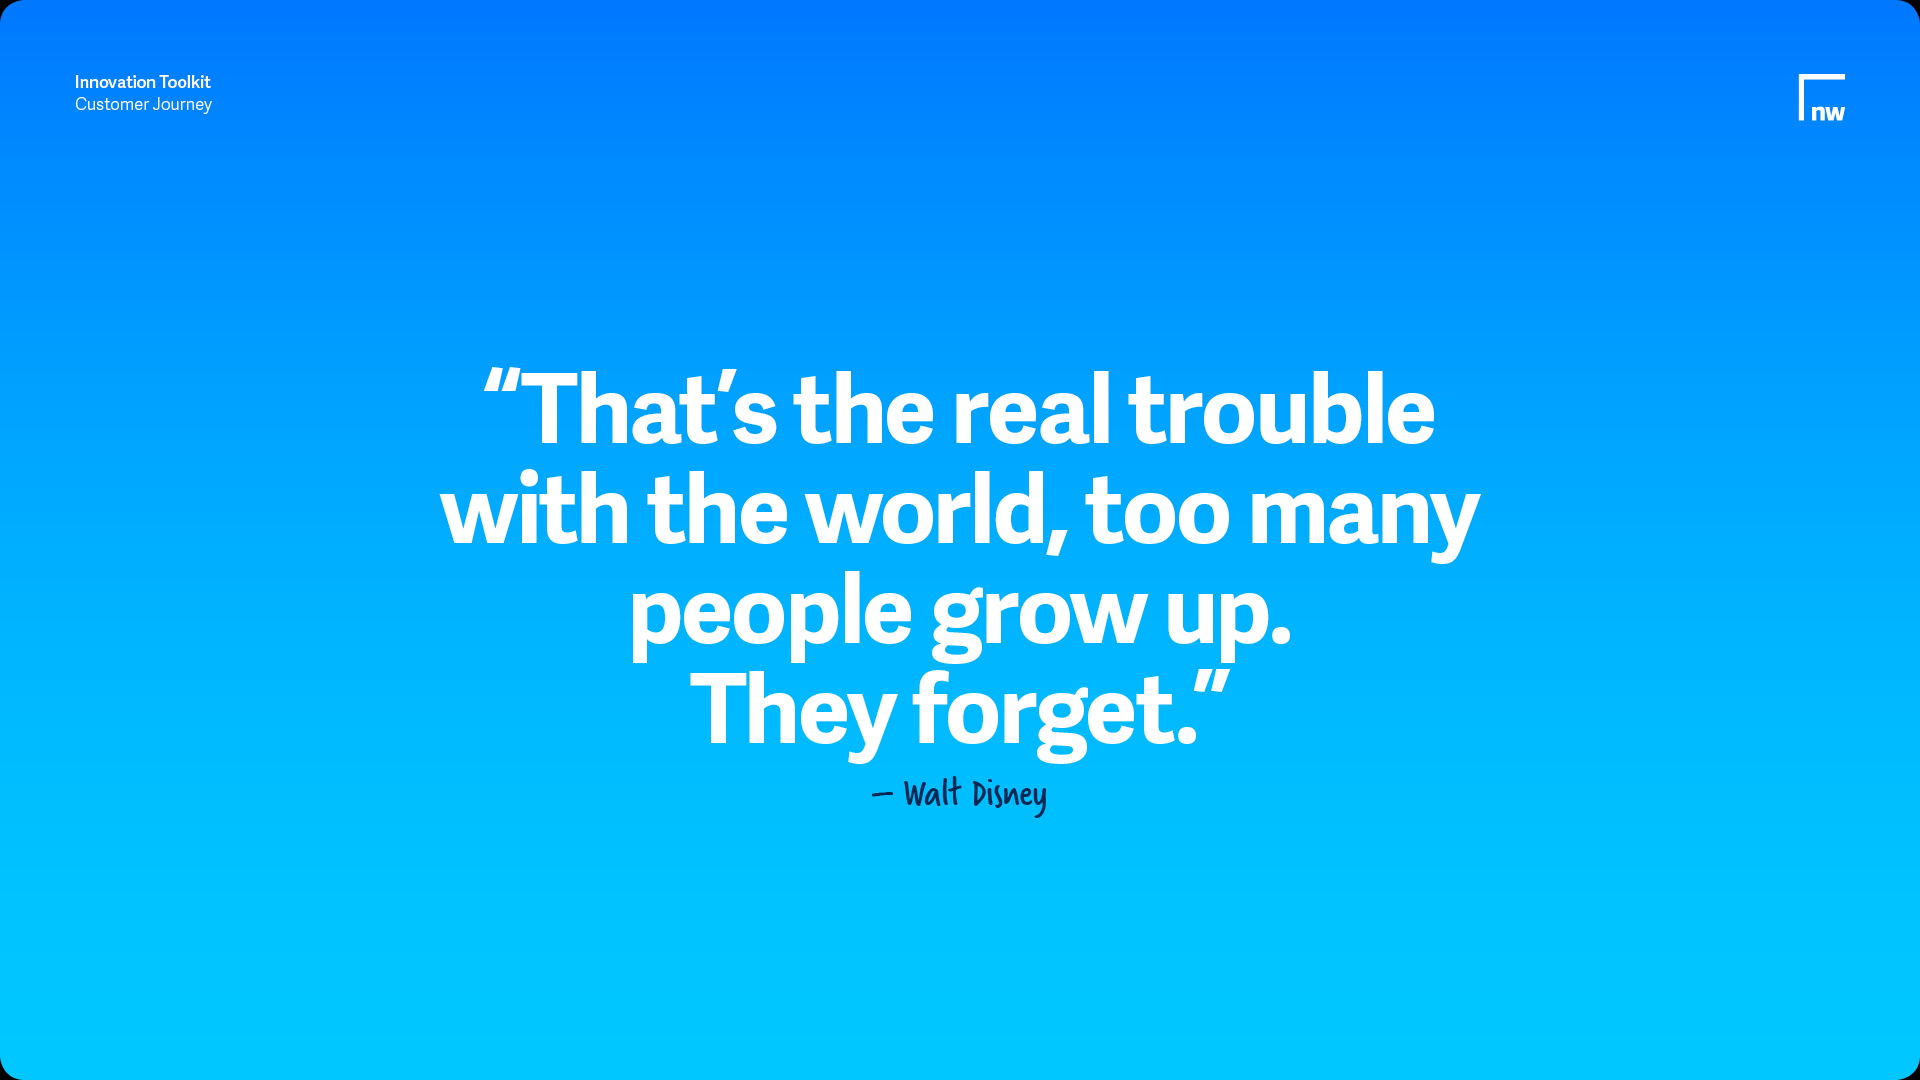 Innovation Toolkit
Customer Journey
nw
“That’s the real trouble
with the world, too many
people grow up.
They forget.”
– Walt Disney